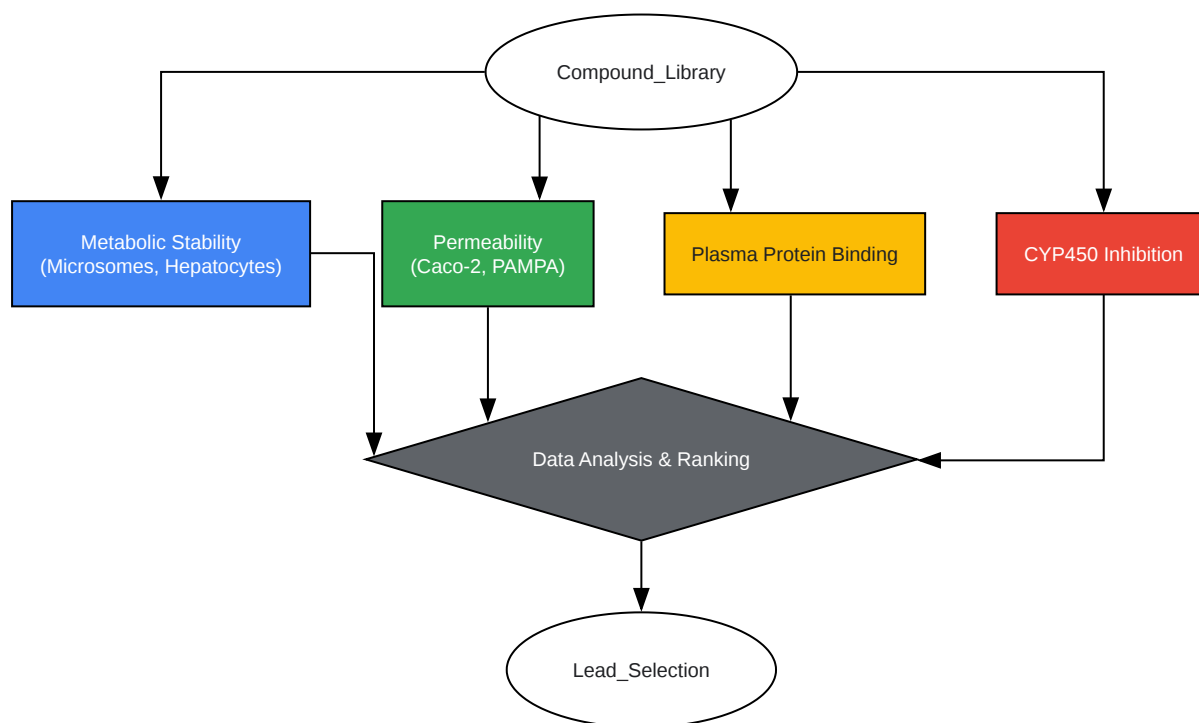 Compound_Library
Metabolic Stability
(Microsomes, Hepatocytes)
Permeability
(Caco-2, PAMPA)
Plasma Protein Binding
CYP450 Inhibition
Data Analysis & Ranking
Lead_Selection